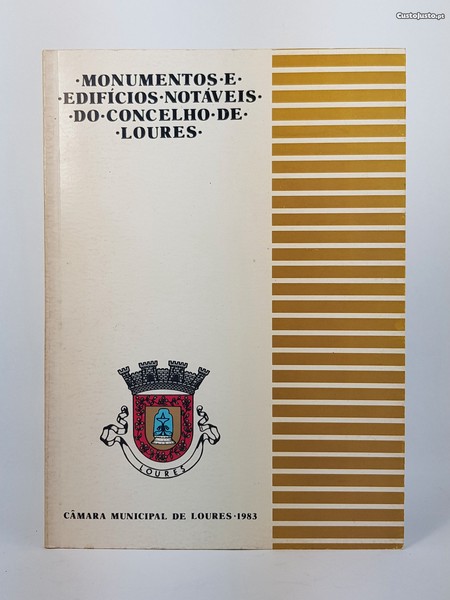 CustoJusto.pt
·MONUMENTOS·E·
·EDIFÍCIOS·NOTÁVEIS·
·DO·CONCELHO·DE·
·LOURES·
LOURES
CÂMARA MUNICIPAL DE LOURES·1983